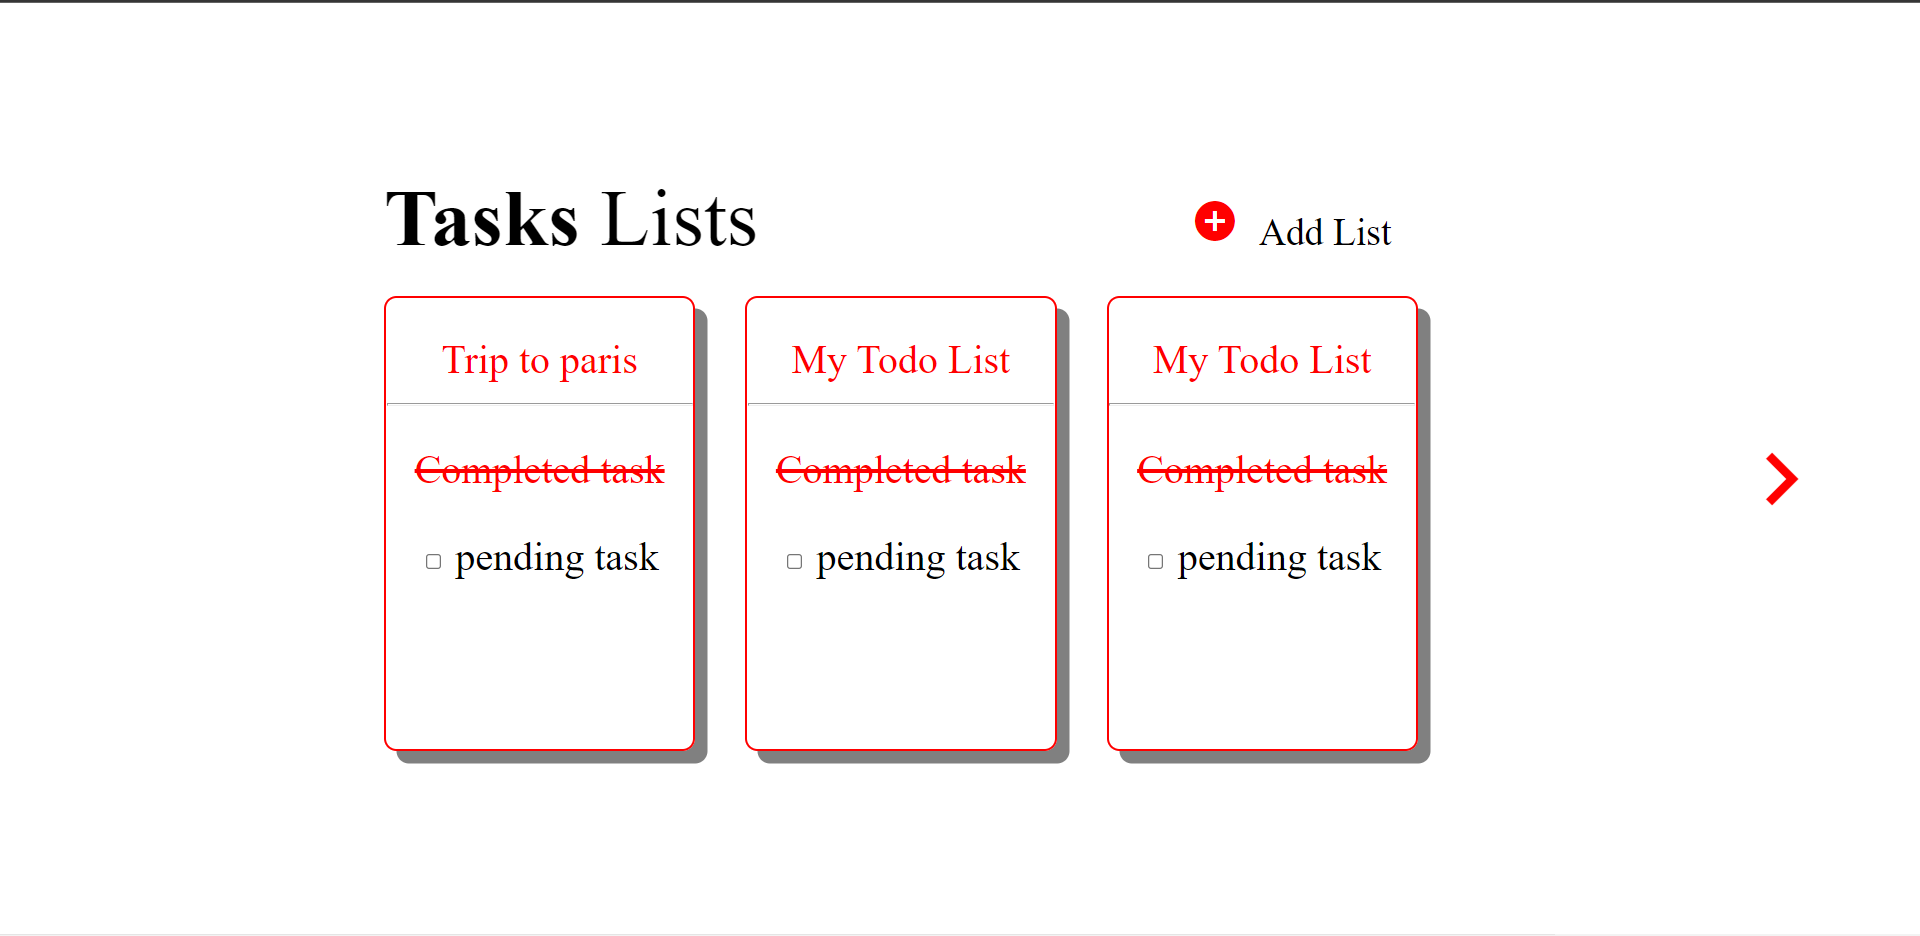 Tasks Lists
Add List
Trip to paris
Completed task
pending task
My Todo List
Completed task
pending task
My Todo List
Completed task
pending task